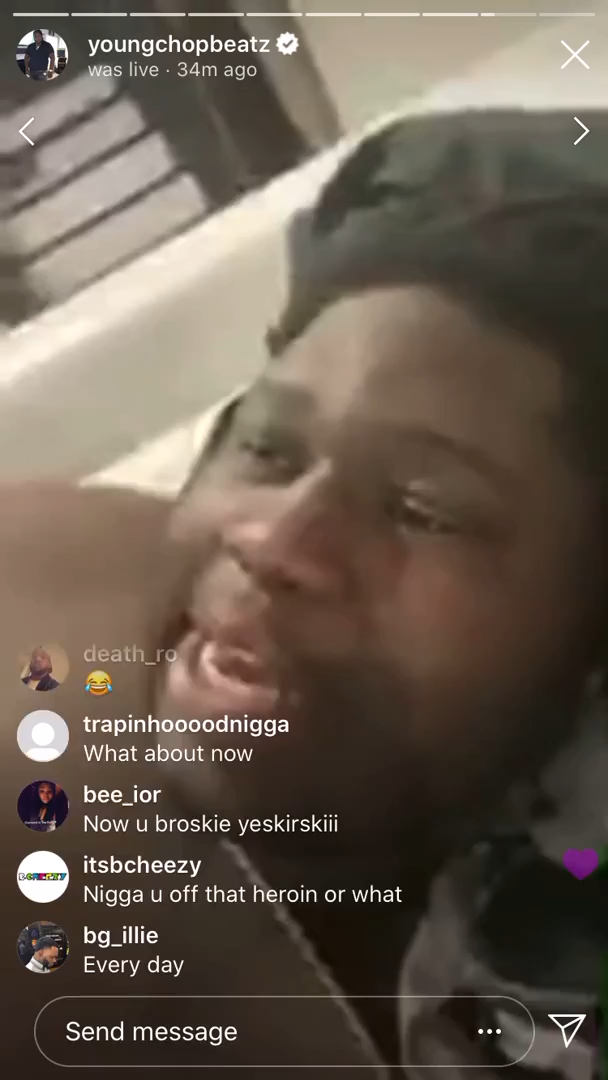 youngchopbeatz
was live · 34m ago
death_ro
😂
trapinhoooodnigga
What about now
bee_ior
Now u broskie yeskirskiii
itsbcheezy
BCHEEZY
Nigga u off that heroin or what
bg_illie
Every day
Send message